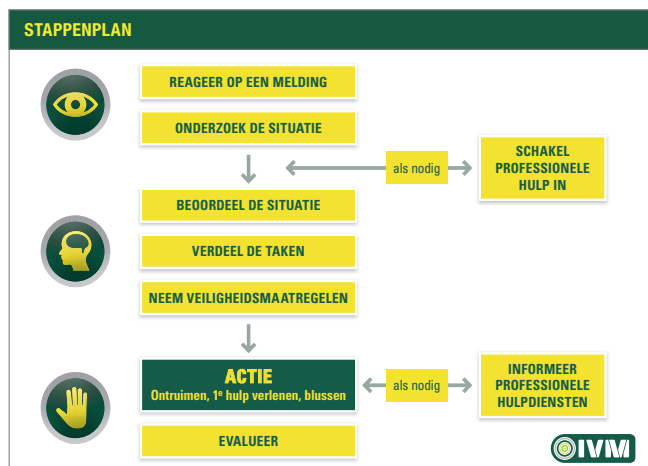 STAPPENPLAN
REAGEER OP EEN MELDING
ONDERZOEK DE SITUATIE
als nodig
SCHAKEL
PROFESSIONELE
HULP IN
BEOORDEEL DE SITUATIE
VERDEEL DE TAKEN
NEEM VEILIGHEIDSMAATREGELEN
ACTIE
Ontruimen, 1e hulp verlenen, blussen
als nodig
INFORMEER
PROFESSIONELE
HULPDIENSTEN
EVALUEER
IVM